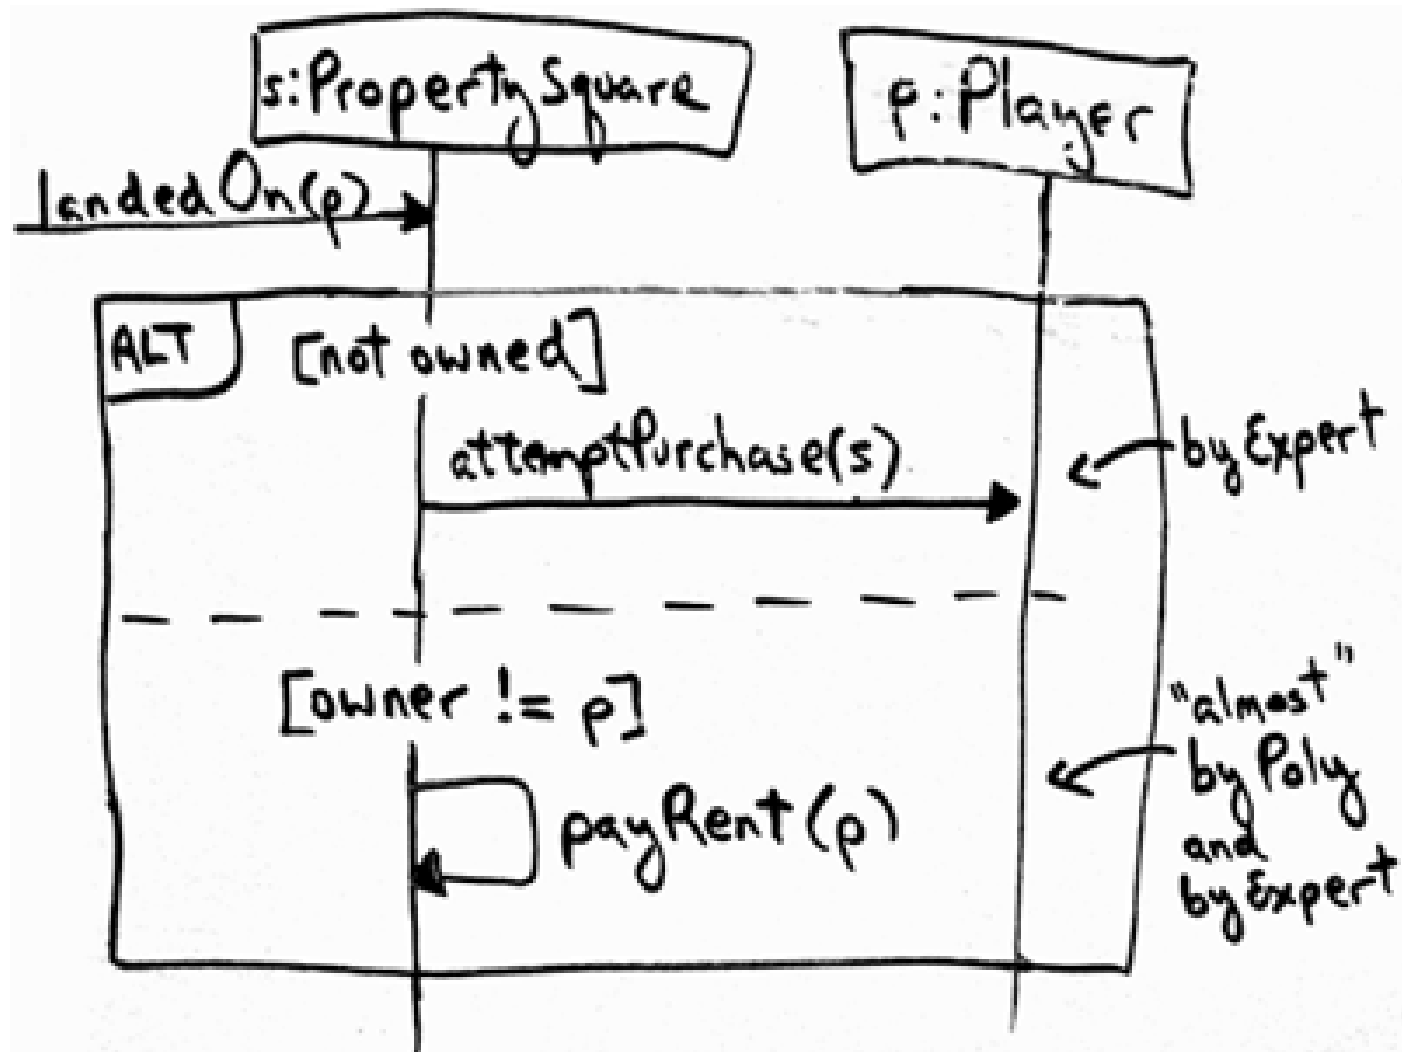 s:PropertySquare
p:Player
landedOn(p)
ALT
[not owned]
attemptPurchase(s)
by Expert
[owner != p]
"almost"
by Poly
and
by Expert
payRent(p)